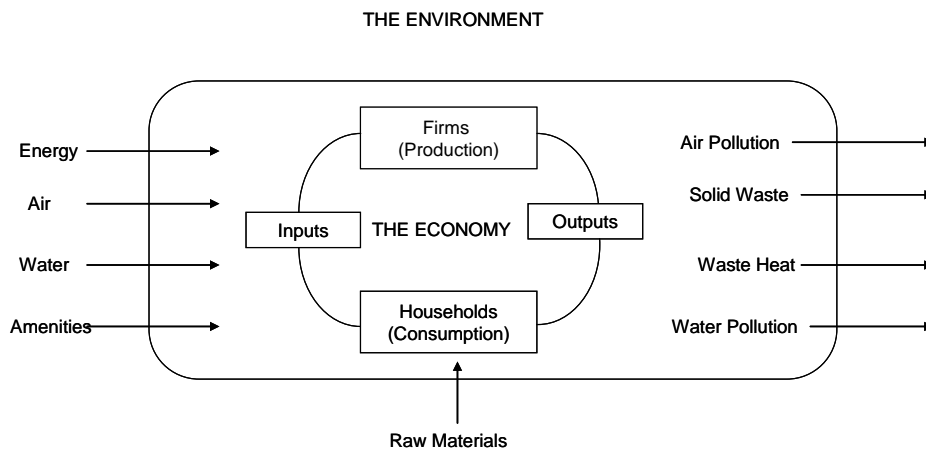 THE ENVIRONMENT
Firms
(Production)
Energy
Air Pollution
Air
Solid Waste
Inputs
THE ECONOMY
Outputs
Water
Waste Heat
Households
(Consumption)
Amenities
Water Pollution
Raw Materials